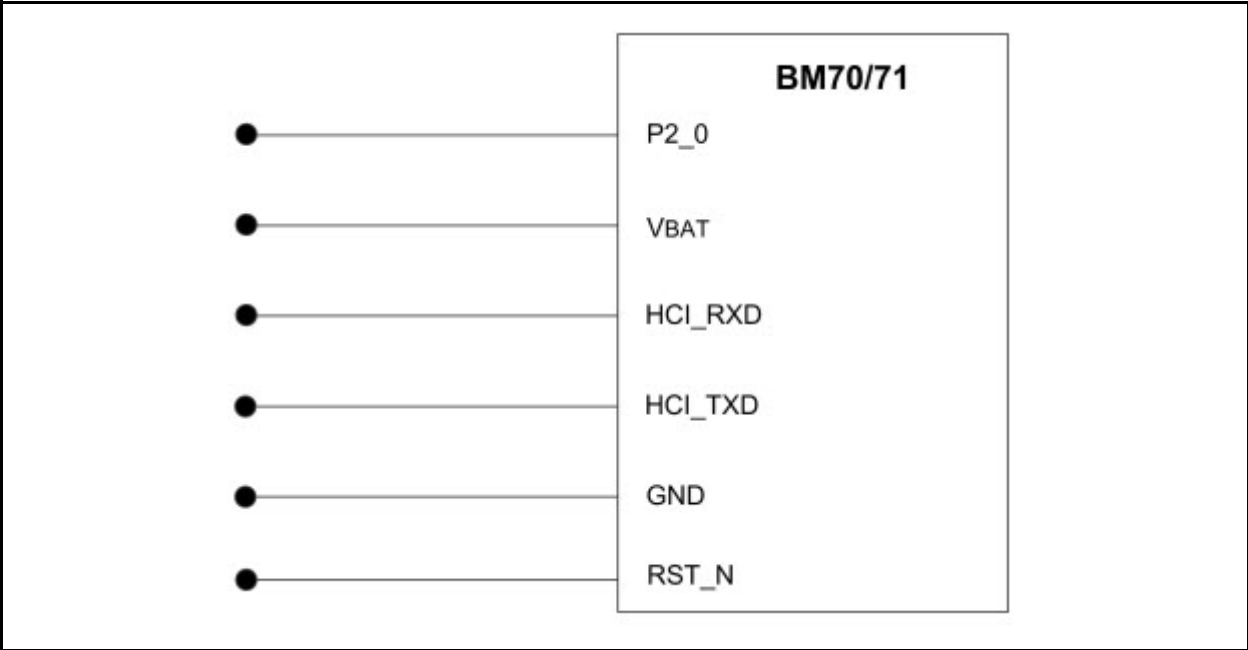 BM70/71
P2_0
VBAT
HCI_RXD
HCI_TXD
GND
RST_N